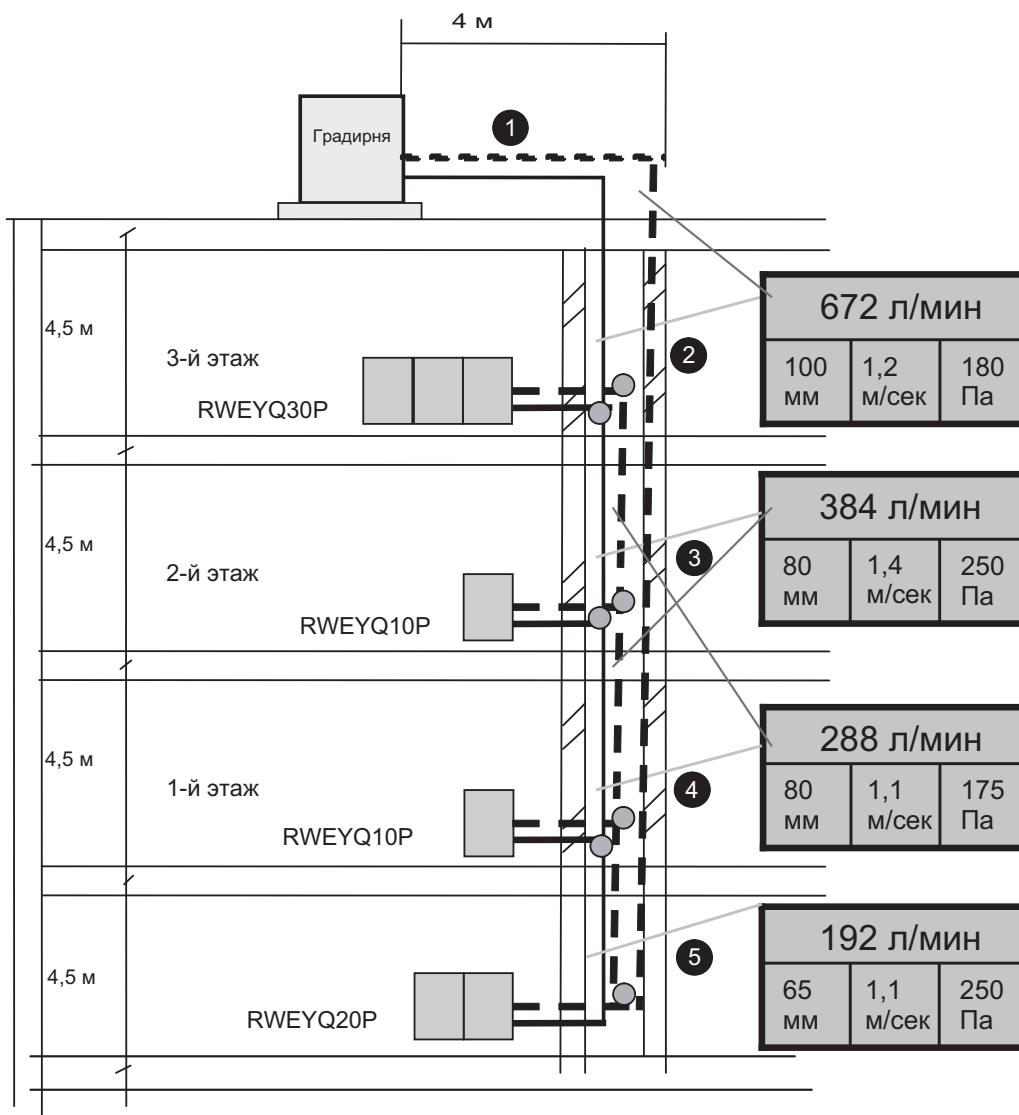 4 м
Градирня
1
4,5 м
3-й этаж
RWEYQ30P
2
672 л/мин
100 мм
1,2 м/сек
180 Па
4,5 м
2-й этаж
RWEYQ10P
3
384 л/мин
80 мм
1,4 м/сек
250 Па
4,5 м
1-й этаж
RWEYQ10P
4
288 л/мин
80 мм
1,1 м/сек
175 Па
4,5 м
RWEYQ20P
5
192 л/мин
65 мм
1,1 м/сек
250 Па